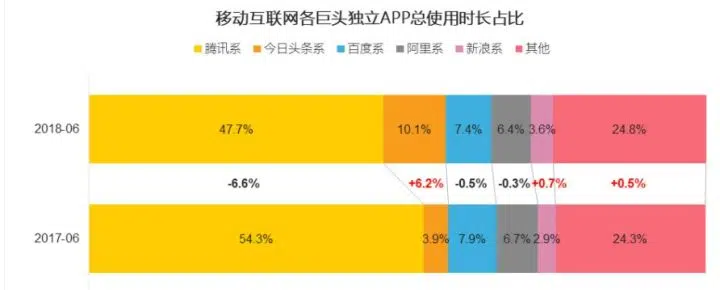 移动互联网各巨头独立APP总使用时长占比
腾讯系 今日头条系 百度系 阿里系 新浪系 其他
2018-06 47.7% 10.1% 7.4% 6.4% 3.6% 24.8%
-6.6% +6.2% -0.5% -0.3% +0.7% +0.5%
2017-06 54.3% 3.9% 7.9% 6.7% 2.9% 24.3%